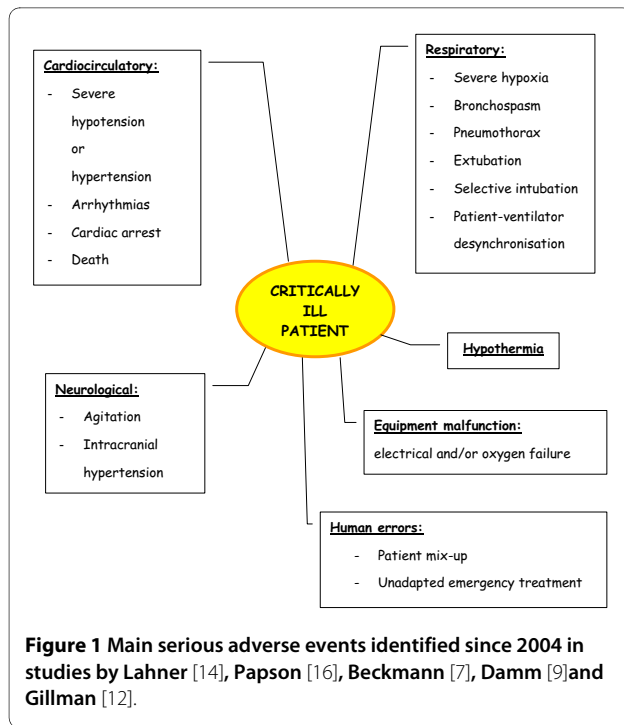 Cardiocirculatory:
- Severe
hypotension
or
hypertension
- Arrhythmias
- Cardiac arrest
- Death
Respiratory:
- Severe hypoxia
- Bronchospasm
- Pneumothorax
- Extubation
- Selective intubation
- Patient-ventilator
desynchronisation
CRITICALLY
ILL
PATIENT
Hypothermia
Neurological:
- Agitation
- Intracranial
hypertension
Equipment malfunction:
electrical and/or oxygen failure
Human errors:
- Patient mix-up
- Unadapted emergency treatment
Figure 1 Main serious adverse events identified since 2004 in
studies by Lahner [14], Papson [16], Beckmann [7], Damm [9]and
Gillman [12].